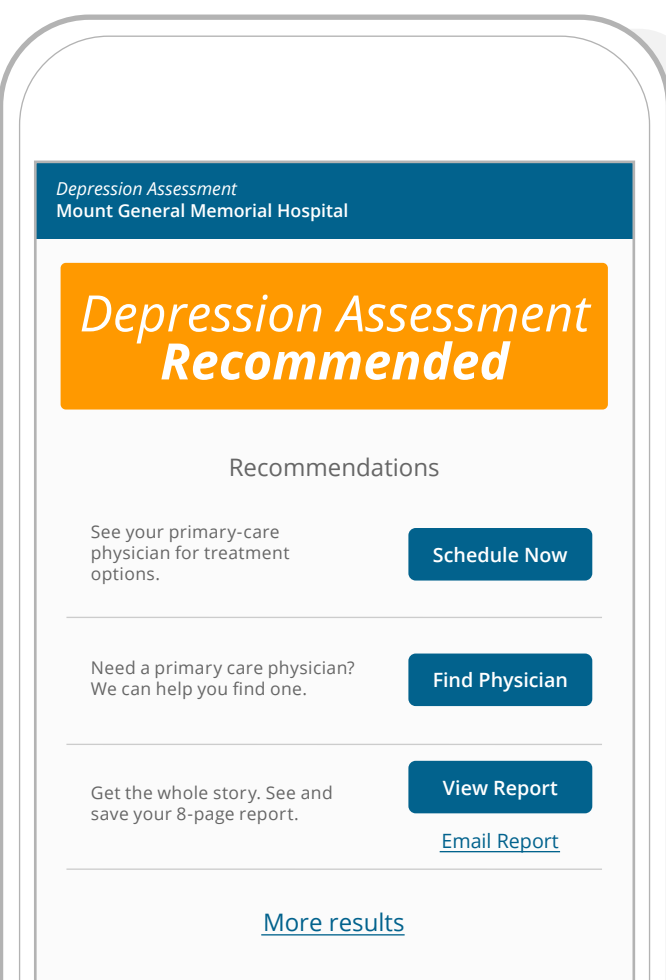 Depression Assessment
Mount General Memorial Hospital
Depression Assessment
Recommended
Recommendations
See your primary-care
physician for treatment
options.
Schedule Now
Need a primary care physician?
We can help you find one.
Find Physician
Get the whole story. See and
save your 8-page report.
View Report
Email Report
More results